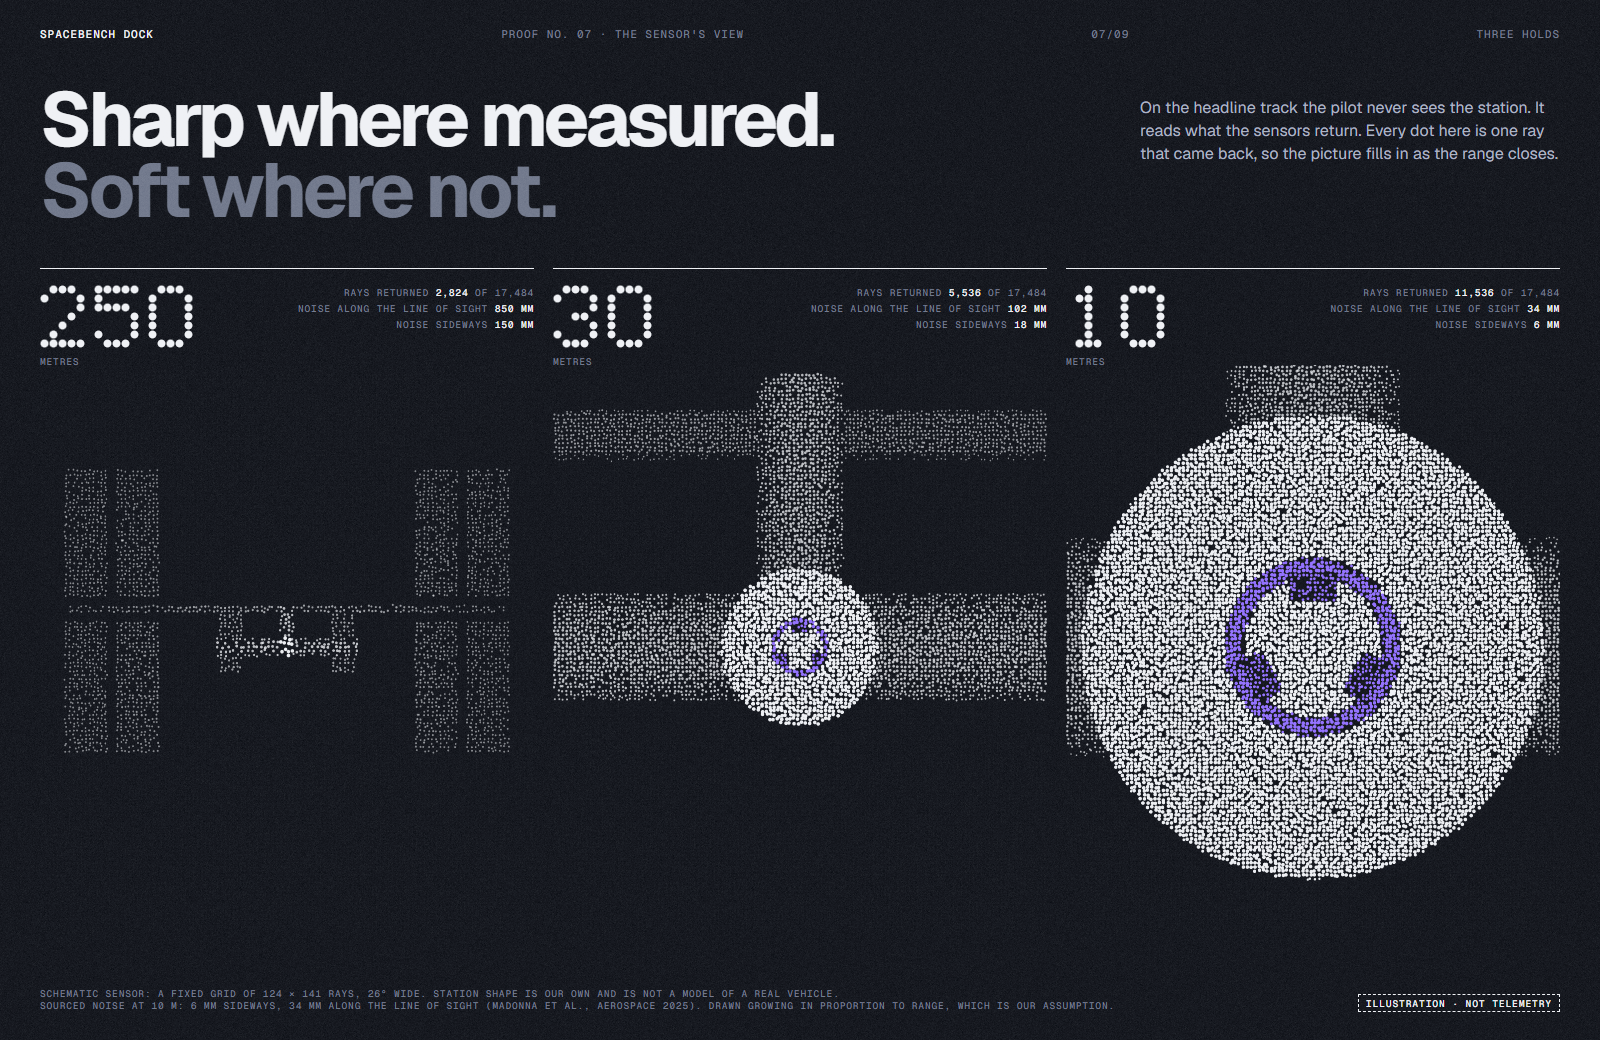 SPACEBENCH DOCK
PROOF NO. 07 · THE SENSOR'S VIEW
07/09
THREE HOLDS
Sharp where measured.
Soft where not.
On the headline track the pilot never sees the station. It
reads what the sensors return. Every dot here is one ray
that came back, so the picture fills in as the range closes.
250
METRES
RAYS RETURNED 2,824 OF 17,484
NOISE ALONG THE LINE OF SIGHT 850 MM
NOISE SIDEWAYS 150 MM
30
METRES
RAYS RETURNED 5,536 OF 17,484
NOISE ALONG THE LINE OF SIGHT 102 MM
NOISE SIDEWAYS 18 MM
10
METRES
RAYS RETURNED 11,536 OF 17,484
NOISE ALONG THE LINE OF SIGHT 34 MM
NOISE SIDEWAYS 6 MM
SCHEMATIC SENSOR: A FIXED GRID OF 124 × 141 RAYS, 26° WIDE. STATION SHAPE IS OUR OWN AND IS NOT A MODEL OF A REAL VEHICLE.
SOURCED NOISE AT 10 M: 6 MM SIDEWAYS, 34 MM ALONG THE LINE OF SIGHT (MADONNA ET AL., AEROSPACE 2025). DRAWN GROWING IN PROPORTION TO RANGE, WHICH IS OUR ASSUMPTION.
ILLUSTRATION · NOT TELEMETRY